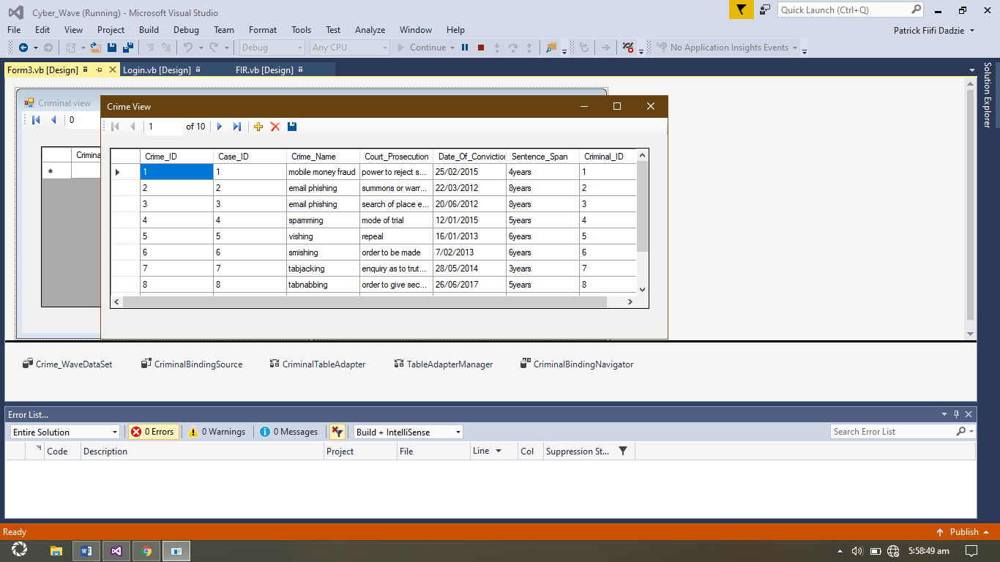 Cyber_Wave (Running) - Microsoft Visual Studio
Quick Launch (Ctrl+Q)
File Edit View Project Build Debug Team Format Tools Test Analyze Window Help
Patrick Fiifi Dadzie
Debug Any CPU Continue No Application Insights Events
Form3.vb [Design] Login.vb [Design] FIR.vb [Design]
Solution Explorer
Criminal view
0
Crimina
Crime View
1 of 10
Crime_ID Case_ID Crime_Name Court_Prosecution Date_Of_Conviction Sentence_Span Criminal_ID
1 1 mobile money fraud power to reject s... 25/02/2015 4years 1
2 2 email phishing summons or warr... 22/03/2012 8years 2
3 3 email phishing search of place e... 20/06/2012 8years 3
4 4 spamming mode of trial 12/01/2015 5years 4
5 5 vishing repeal 16/01/2013 6years 5
6 6 smishing order to be made 7/02/2013 6years 6
7 7 tabjacking enquiry as to trut... 28/05/2014 3years 7
8 8 tabnabbing order to give sec... 26/06/2017 5years 8
Crime_WaveDataSet CriminalBindingSource CriminalTableAdapter TableAdapterManager CriminalBindingNavigator
Error List...
Entire Solution 0 Errors 0 Warnings 0 Messages Build + IntelliSense Search Error List
Code Description Project File Line Col Suppression St...
Ready Publish
5:58:49 am